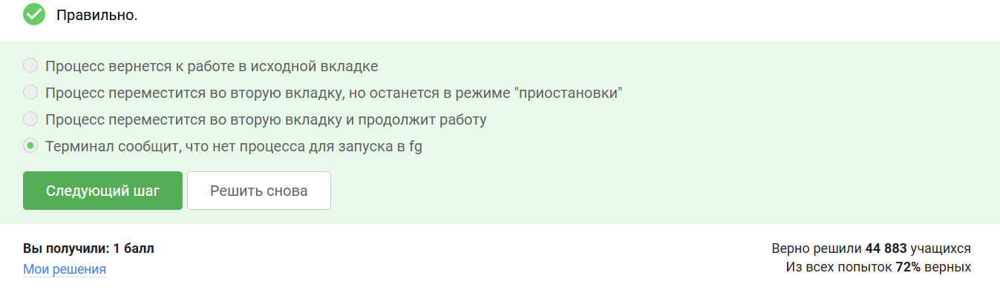 Правильно.
Процесс вернется к работе в исходной вкладке
Процесс переместится во вторую вкладку, но останется в режиме "приостановки"
Процесс переместится во вторую вкладку и продолжит работу
Терминал сообщит, что нет процесса для запуска в fg
Следующий шаг
Решить снова
Вы получили: 1 балл
Мои решения
Верно решили 44 883 учащихся
Из всех попыток 72% верных